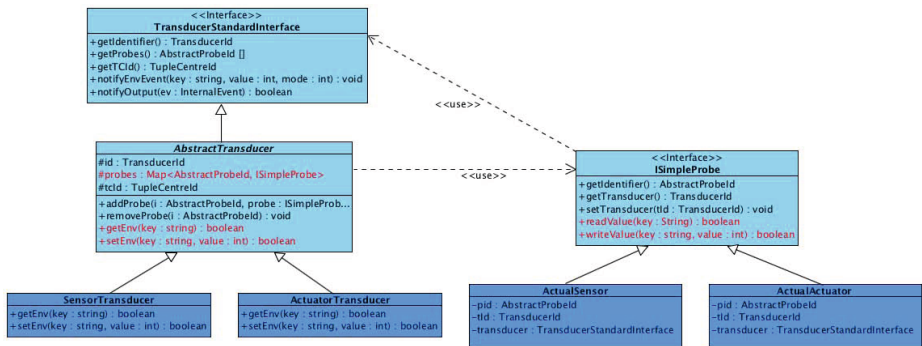 <<Interface>>
TransducerStandardInterface
+getIdentifier() : TransducerId
+getProbes() : AbstractProbeId []
+getTCId() : TupleCentreId
+notifyEnvEvent(key : string, value : int, mode : int) : void
+notifyOutput(ev : InternalEvent) : boolean
<<use>>
AbstractTransducer
#id : TransducerId
#probes : Map<AbstractProbeId, ISimpleProbe>
#tcId : TupleCentreId
+addProbe(i : AbstractProbeId, probe : ISimpleProb...
+removeProbe(i : AbstractProbeId) : void
+getEnv(key : string) : boolean
+setEnv(key : string, value : int) : boolean
<<use>>
<<Interface>>
ISimpleProbe
+getIdentifier() : AbstractProbeId
+getTransducer() : TransducerId
+setTransducer(tId : TransducerId) : void
+readValue(key : String) : boolean
+writeValue(key : string, value : int) : boolean
SensorTransducer
+getEnv(key : string) : boolean
+setEnv(key : string, value : int) : boolean
ActuatorTransducer
+getEnv(key : string) : boolean
+setEnv(key : string, value : int) : boolean
ActualSensor
-pid : AbstractProbeId
-tId : TransducerId
-transducer : TransducerStandardInterface
ActualActuator
-pid : AbstractProbeId
-tId : TransducerId
-transducer : TransducerStandardInterface